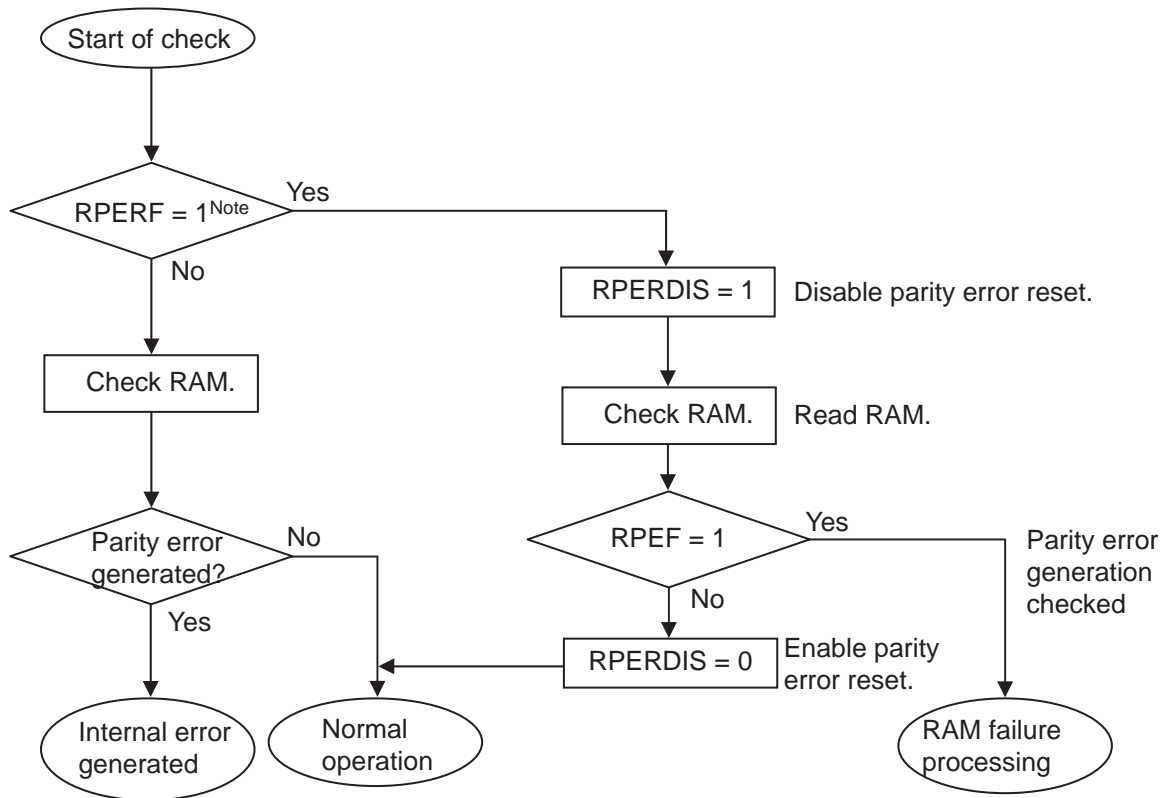 Start of check
RPERF = 1Note
Yes
No
RPERDIS = 1
Disable parity error reset.
Check RAM.
Check RAM.
Read RAM.
Parity error
generated?
No
Yes
RPEF = 1
Yes
No
Parity error
generation
checked
RPERDIS = 0
Enable parity
error reset.
Internal error
generated
Normal
operation
RAM failure
processing